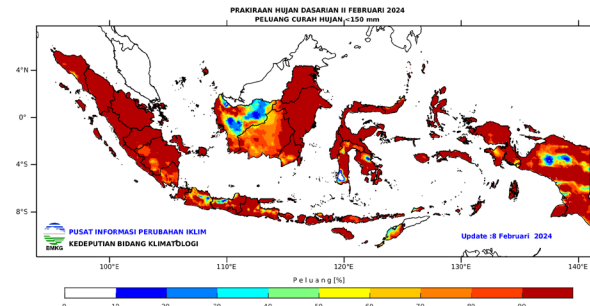 PRAKIRAAN HUJAN DASARIAN II FEBRUARI 2024
PELUANG CURAH HUJAN <150 mm
4°N
0°
4°S
8°S
PUSAT INFORMASI PERUBAHAN IKLIM
KEDEPUTIAN BIDANG KLIMATOLOGI
BMKG
Update :8 Februari 2024
100°E 110°E 120°E 130°E 140°E
Peluang [%]
0 10 20 30 40 50 60 70 80 90